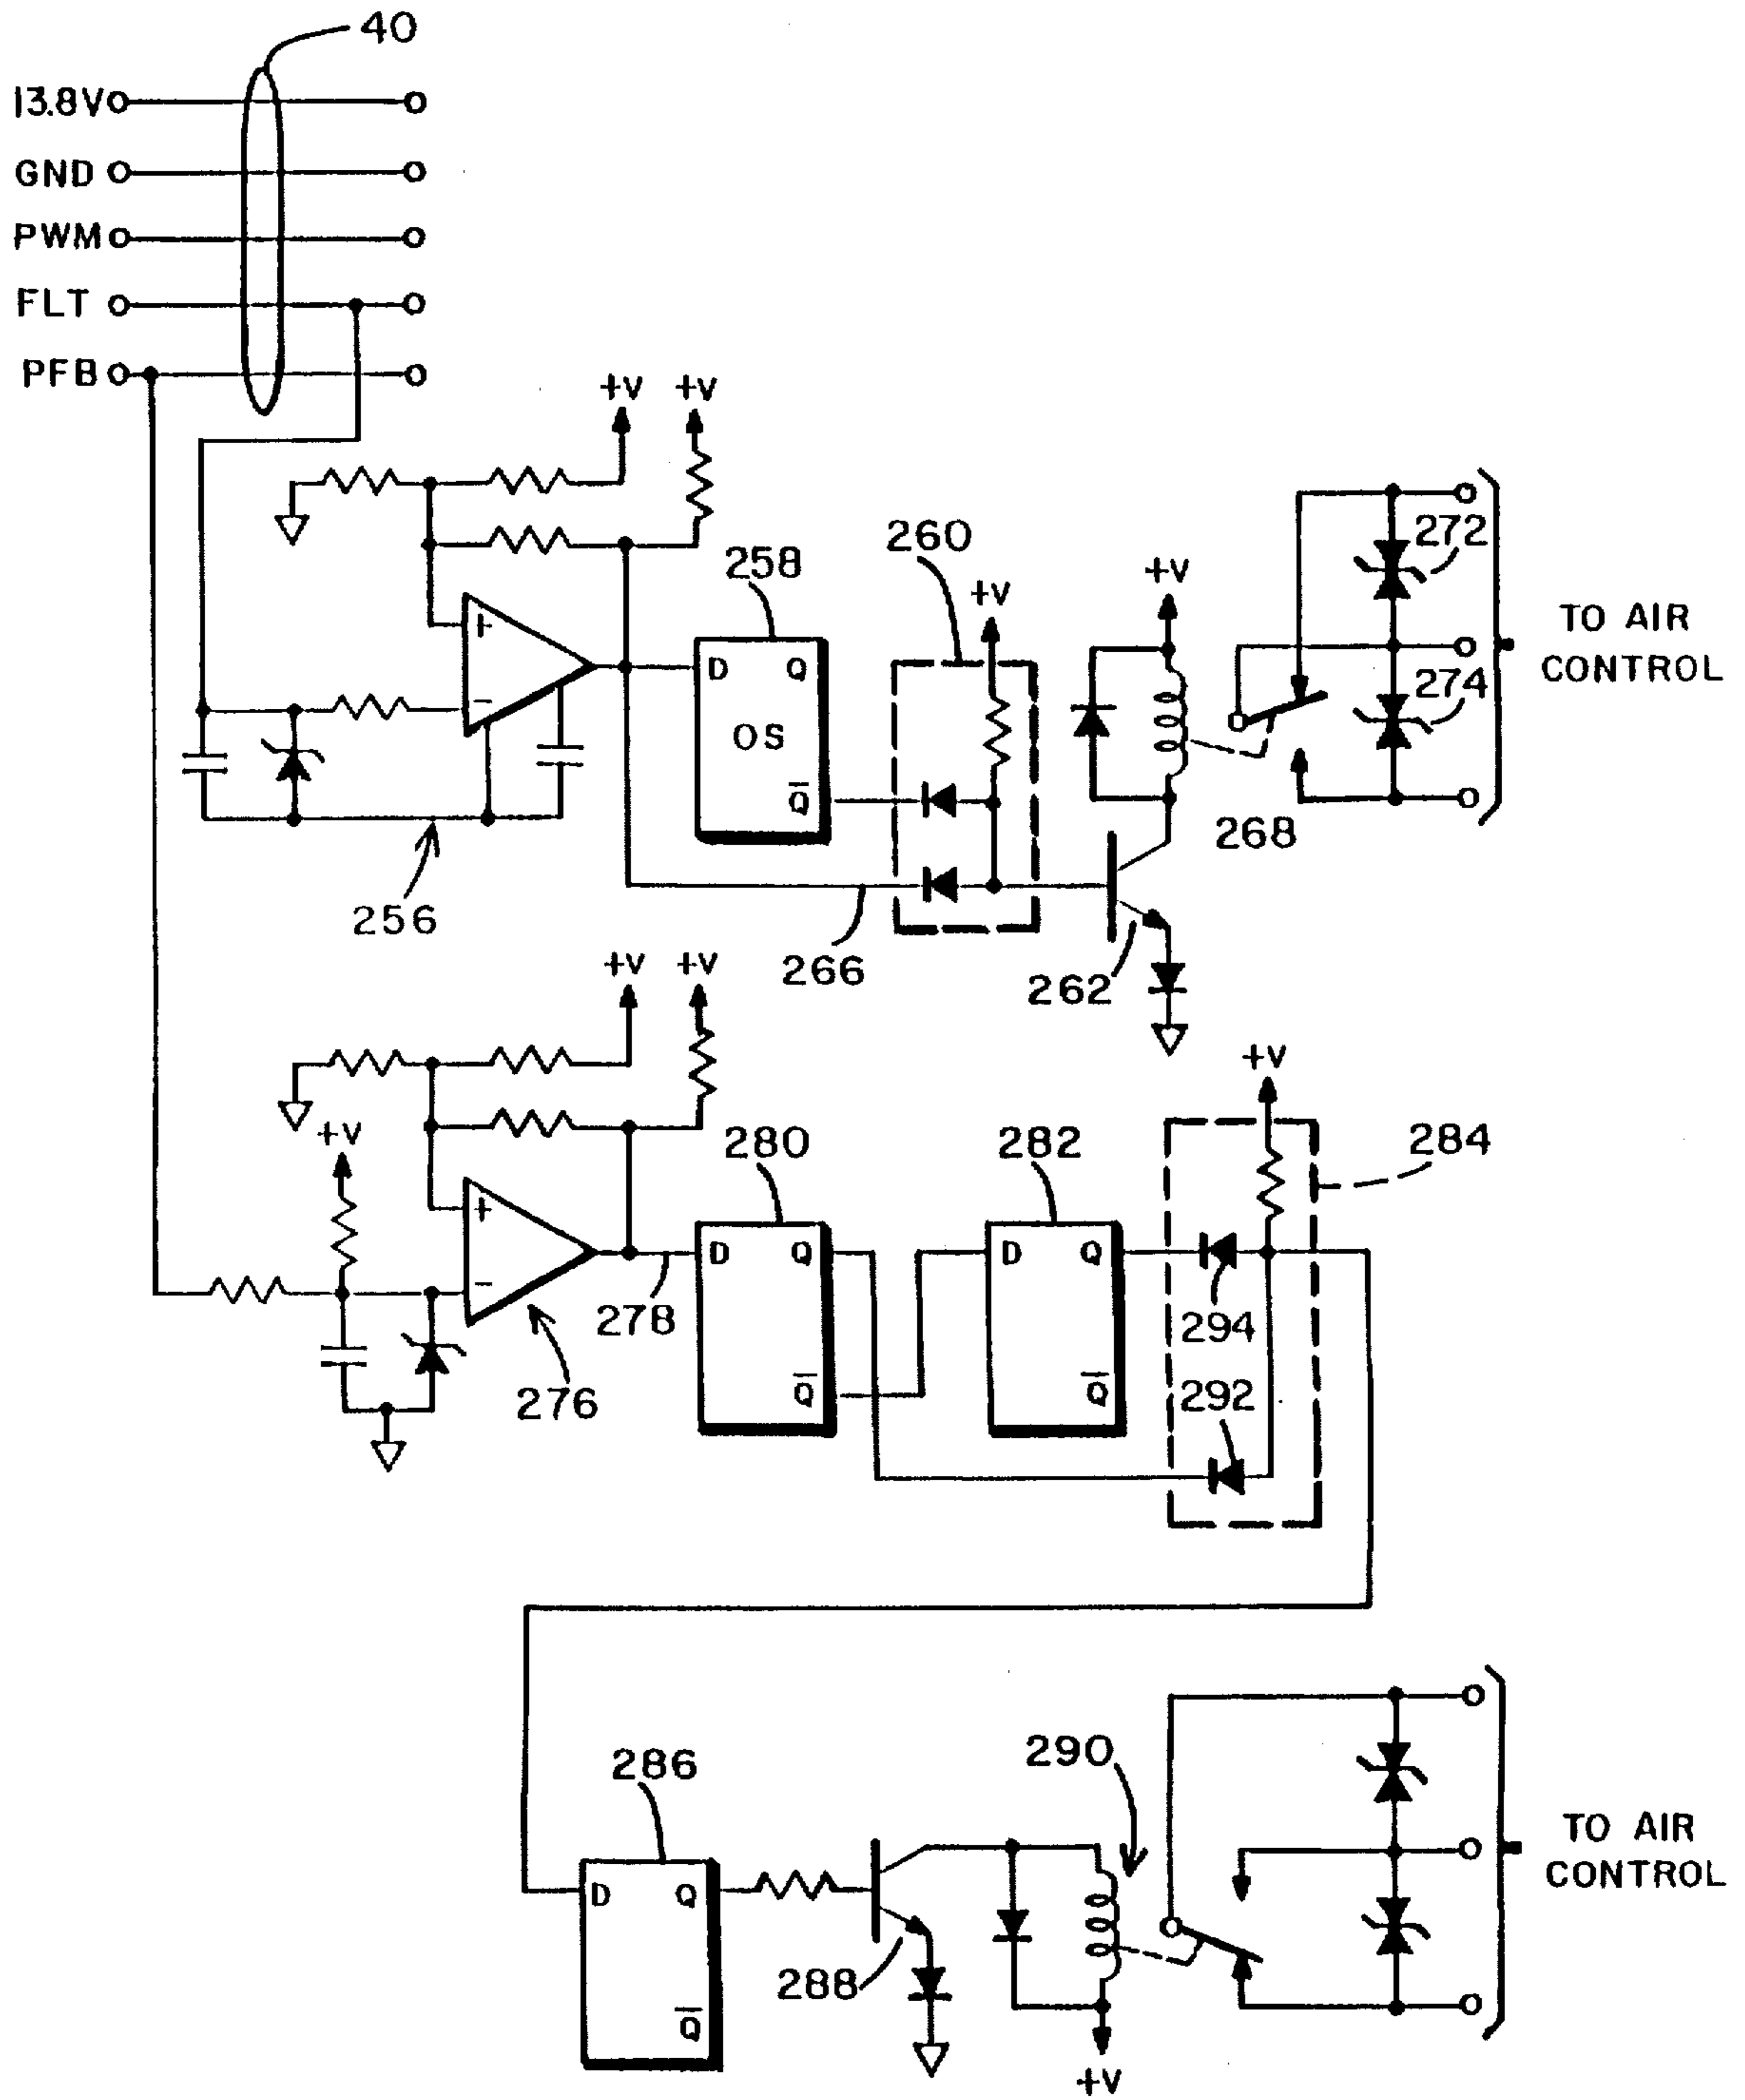 40
13.8V
GND
PWM
FLT
PFB
+V +V
260
258
+V
+V
272
TO AIR
CONTROL
274
+
-
D Q
OS
Q̅
268
256
266
262
+V +V
+V
+V
280
282
284
+
-
D Q
D Q
278
294
276
Q̅
Q̅
292
286
290
D Q
Q̅
288
TO AIR
CONTROL
+V